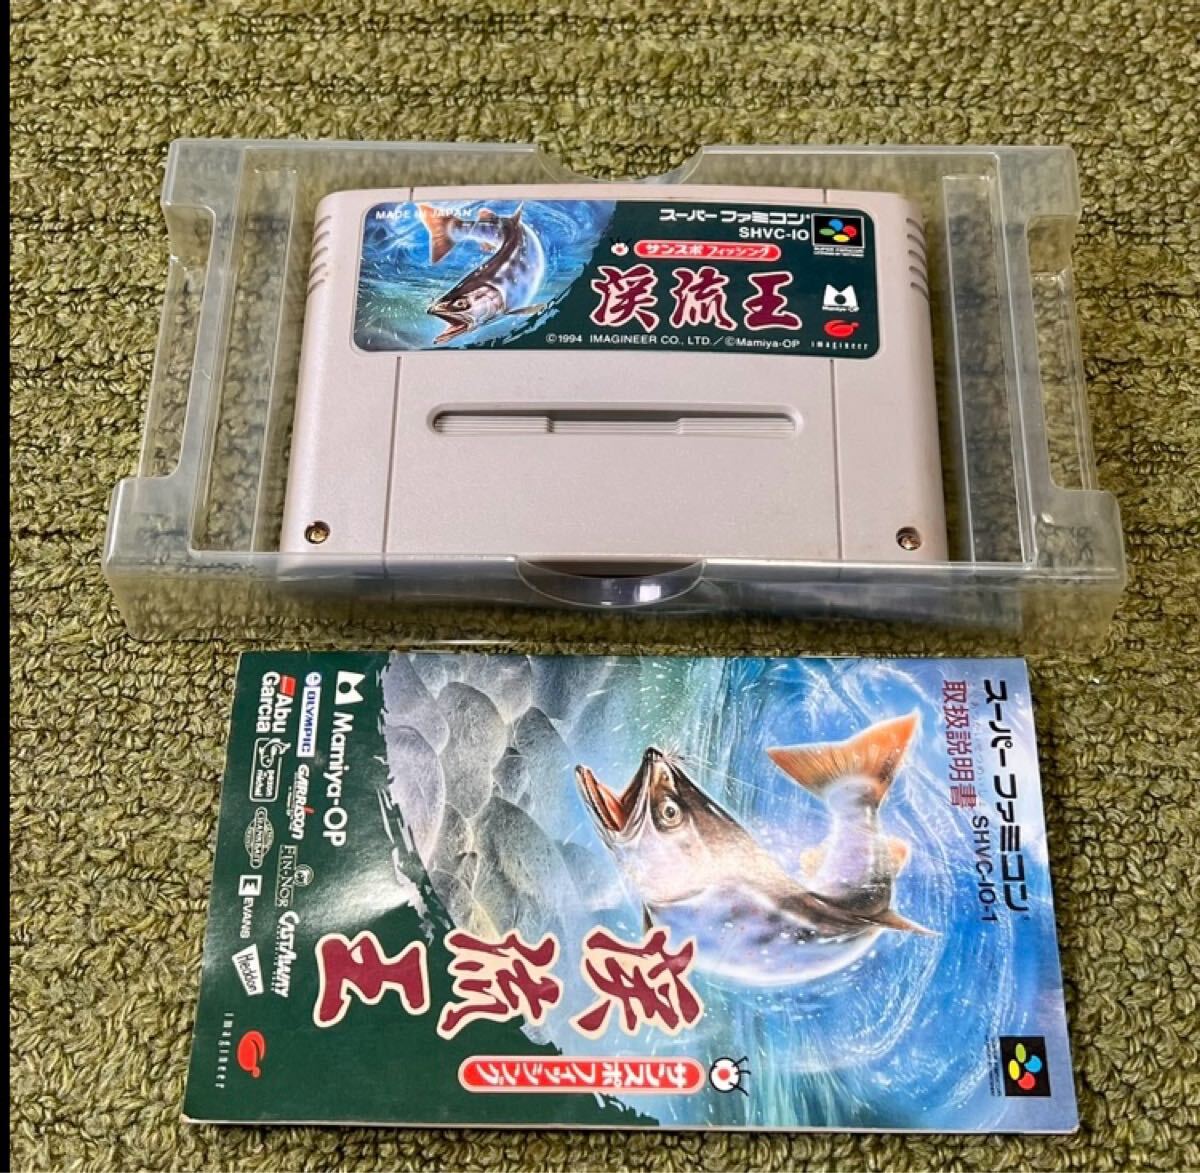 MADE IN JAPAN
スーパーファミコン
SHVC-IO
サンスポフィッシング
渓流王
Mamiya-OP
©1994 IMAGINEER CO., LTD./©Mamiya-OP
imagineer
スーパーファミコン
取扱説明書 SHVC-IO-1
サンスポフィッシング
渓流王
Mamiya-OP
OLYMPIC
GARRISON
FIN-NOR
CASTAWAY
Abu
Garcia
EVANS
Heddon
imagineer